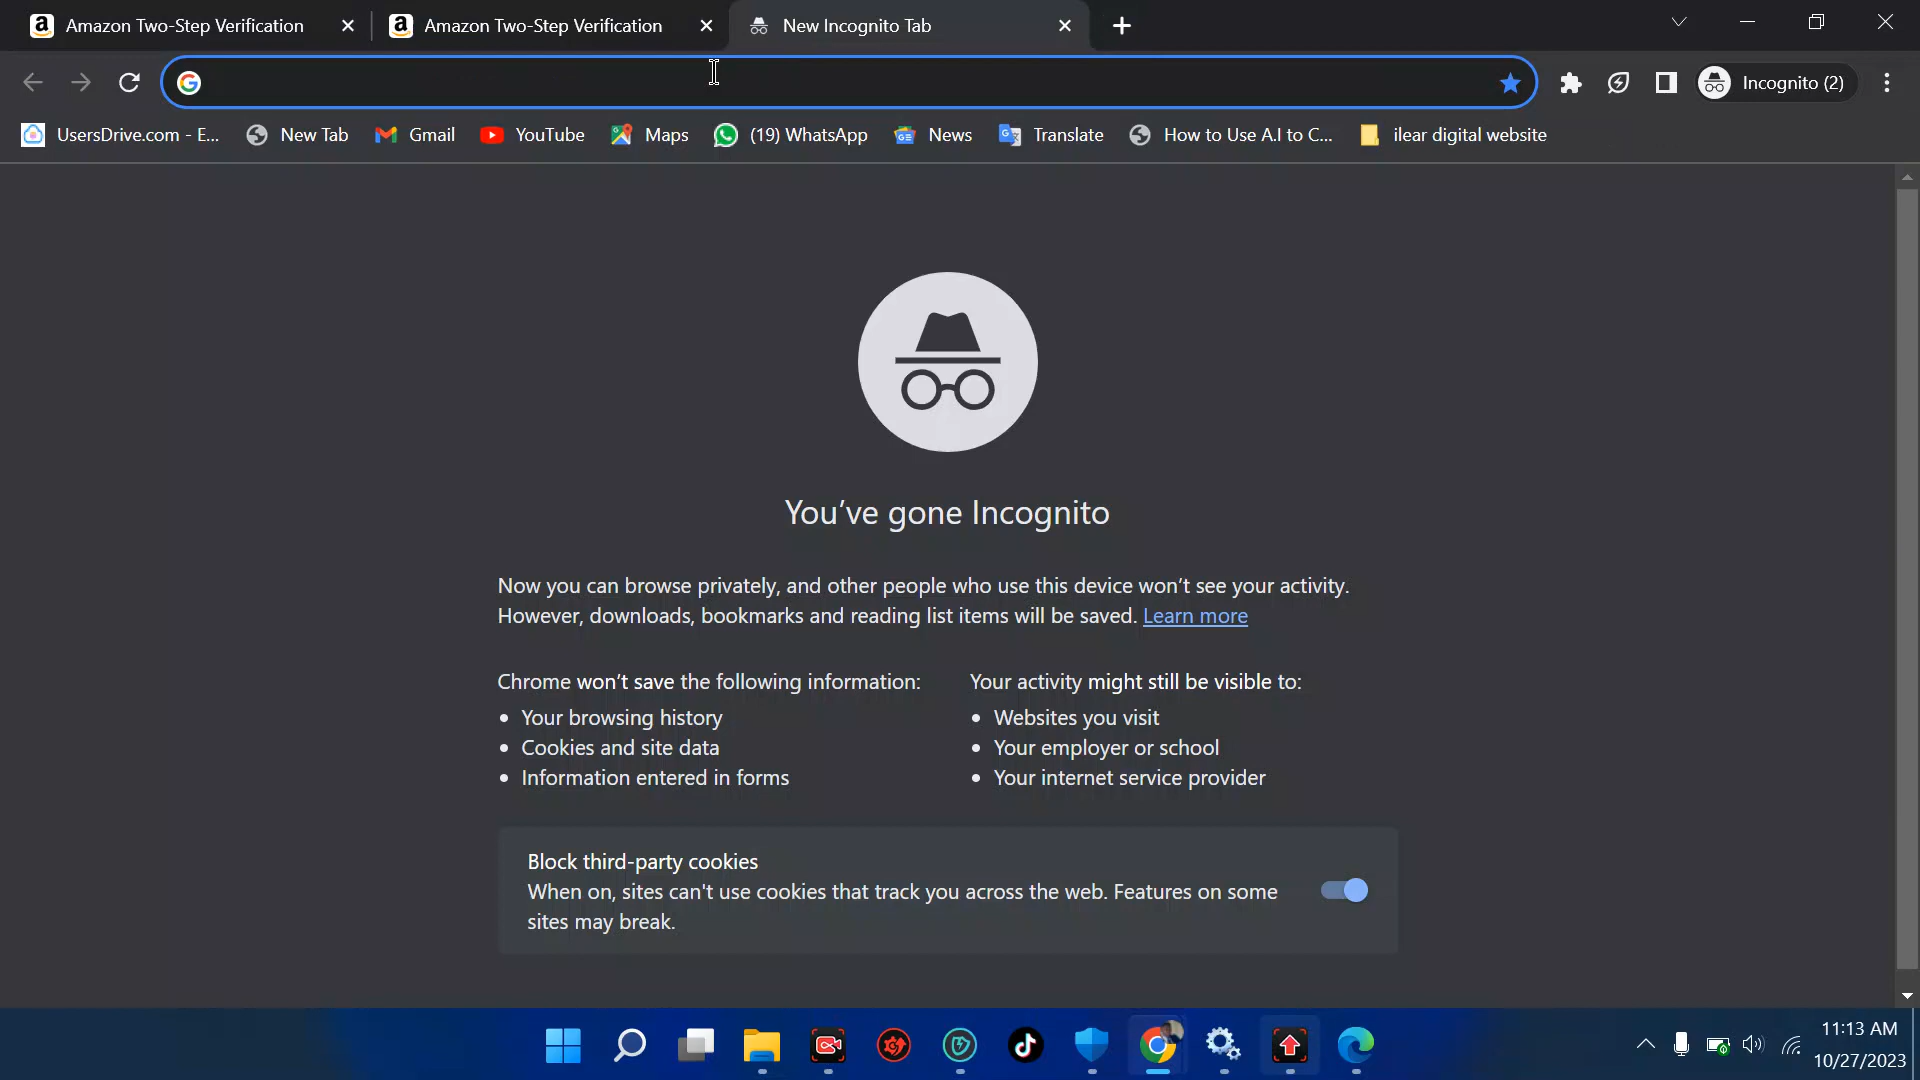 Amazon Two-Step Verification
Amazon Two-Step Verification
New Incognito Tab
Incognito (2)
UsersDrive.com - E...
New Tab
Gmail
YouTube
Maps
(19) WhatsApp
News
Translate
How to Use A.I to C...
ilear digital website
You've gone Incognito
Now you can browse privately, and other people who use this device won't see your activity.
However, downloads, bookmarks and reading list items will be saved. Learn more
Chrome won't save the following information:
• Your browsing history
• Cookies and site data
• Information entered in forms
Your activity might still be visible to:
• Websites you visit
• Your employer or school
• Your internet service provider
Block third-party cookies
When on, sites can't use cookies that track you across the web. Features on some
sites may break.
11:13 AM
10/27/2023